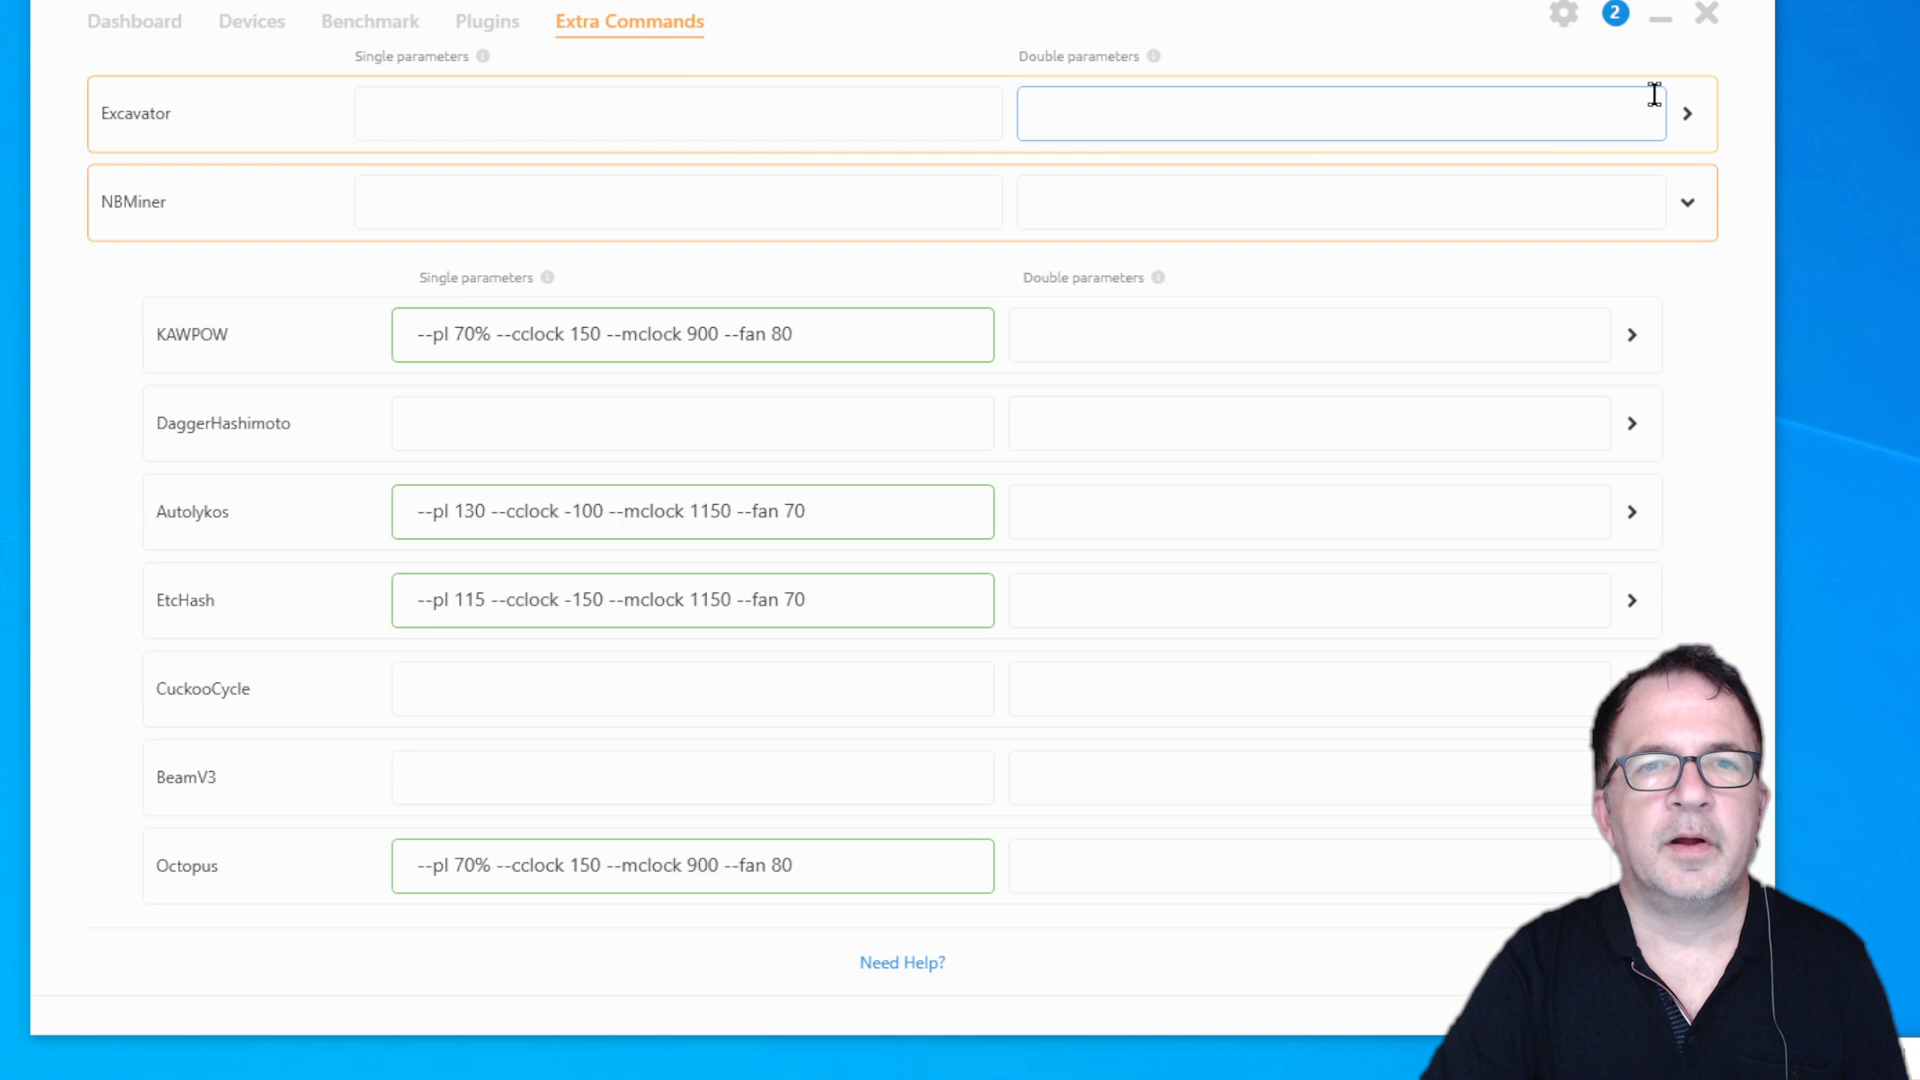 Dashboard Devices Benchmark Plugins Extra Commands 2
Single parameters Double parameters
Excavator
NBMiner
Single parameters Double parameters
KAWPOW --pl 70% --cclock 150 --mclock 900 --fan 80
DaggerHashimoto
Autolykos --pl 130 --cclock -100 --mclock 1150 --fan 70
EtcHash --pl 115 --cclock -150 --mclock 1150 --fan 70
CuckooCycle
BeamV3
Octopus --pl 70% --cclock 150 --mclock 900 --fan 80
Need Help?